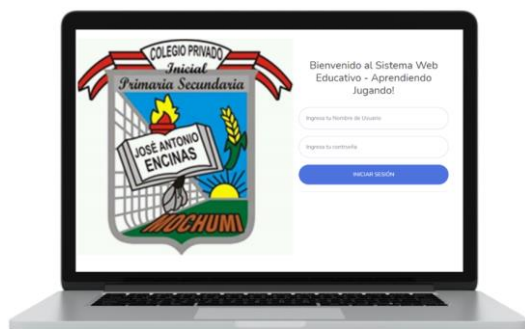 COLEGIO PRIVADO
Inicial
Primaria Secundaria
JOSÉ ANTONIO
ENCINAS
MOCHUMI
Bienvenido al Sistema Web
Educativo - Aprendiendo
Jugando!
Ingresa tu Nombre de Usuario
Ingresa tu contraseña
INICIAR SESIÓN